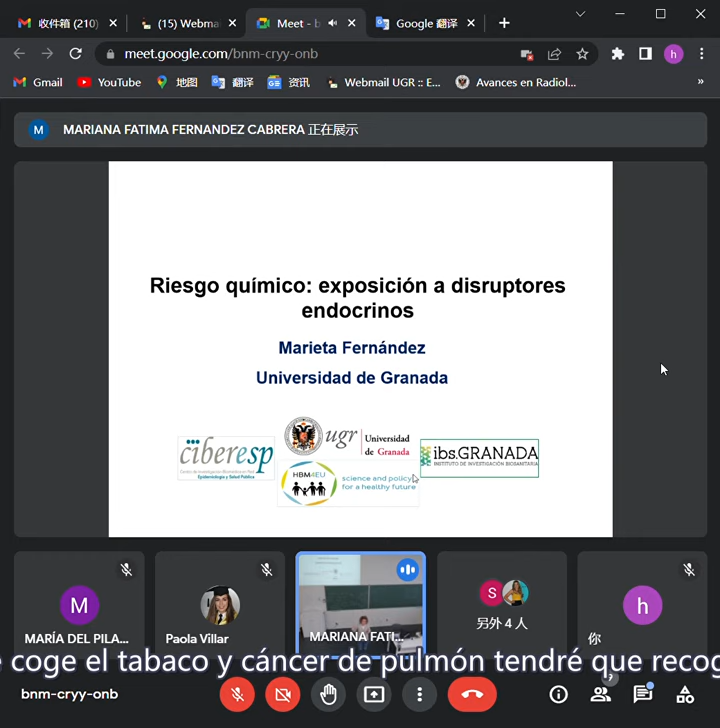 收件箱 (210)
(15) Webma
Meet - b
Google 翻译
meet.google.com/bnm-cryy-onb
h
Gmail
YouTube
地图
翻译
资讯
Webmail UGR :: E...
Avances en Radiol...
»
M
MARIANA FATIMA FERNANDEZ CABRERA 正在展示
Riesgo químico: exposición a disruptores
endocrinos
Marieta Fernández
Universidad de Granada
ciberesp
Epidemiología y Salud Pública
ugr
Universidad
de Granada
ibs.GRANADA
INSTITUTO DE INVESTIGACIÓN BIOSANITARIA
HBM4EU
science and policy
for a healthy future
M
MARÍA DEL PILA...
Paola Villar
MARIANA FATI...
S
另外 4 人
h
你
coge el tabaco y cáncer de pulmón tendré que recog
bnm-cryy-onb